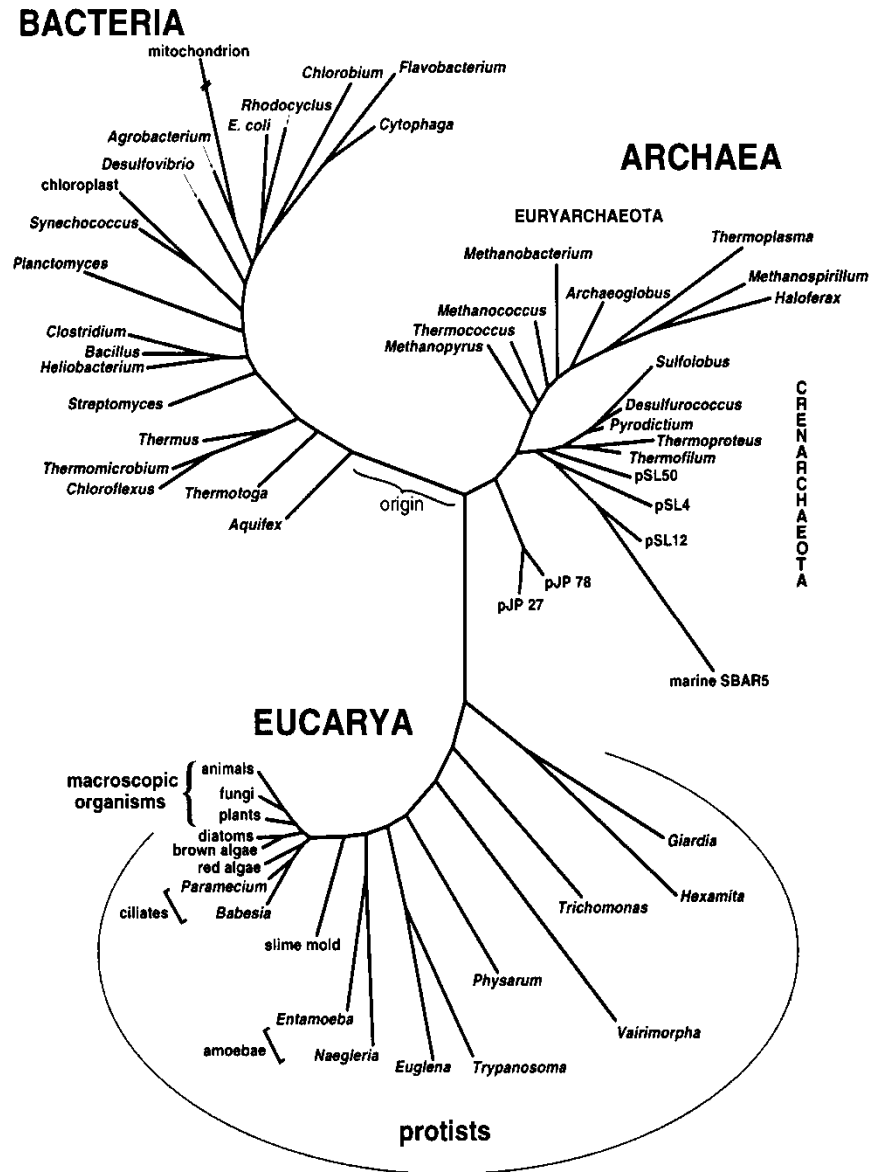 BACTERIA
mitochondrion
Chlorobium
Flavobacterium
Rhodocyclus
E. coli
Cytophaga
Agrobacterium
Desulfovibrio
chloroplast
Synechococcus
Planctomyces
Clostridium
Bacillus
Heliobacterium
Streptomyces
Thermus
Thermomicrobium
Chloroflexus
Thermotoga
Aquifex
origin
ARCHAEA
EURYARCHAEOTA
Methanobacterium
Thermoplasma
Archaeoglobus
Methanospirillum
Haloferax
Methanococcus
Thermococcus
Methanopyrus
Sulfolobus
Desulfurococcus
Pyrodictium
Thermoproteus
Thermofilum
pSL50
pSL4
pSL12
CRENARCHAEOTA
pJP 78
pJP 27
marine SBAR5
EUCARYA
macroscopic
organisms
animals
fungi
plants
diatoms
brown algae
red algae
Paramecium
ciliates
Babesia
slime mold
Entamoeba
amoebae
Naegleria
Euglena
Trypanosoma
Physarum
Vairimorpha
Trichomonas
Hexamita
Giardia
protists